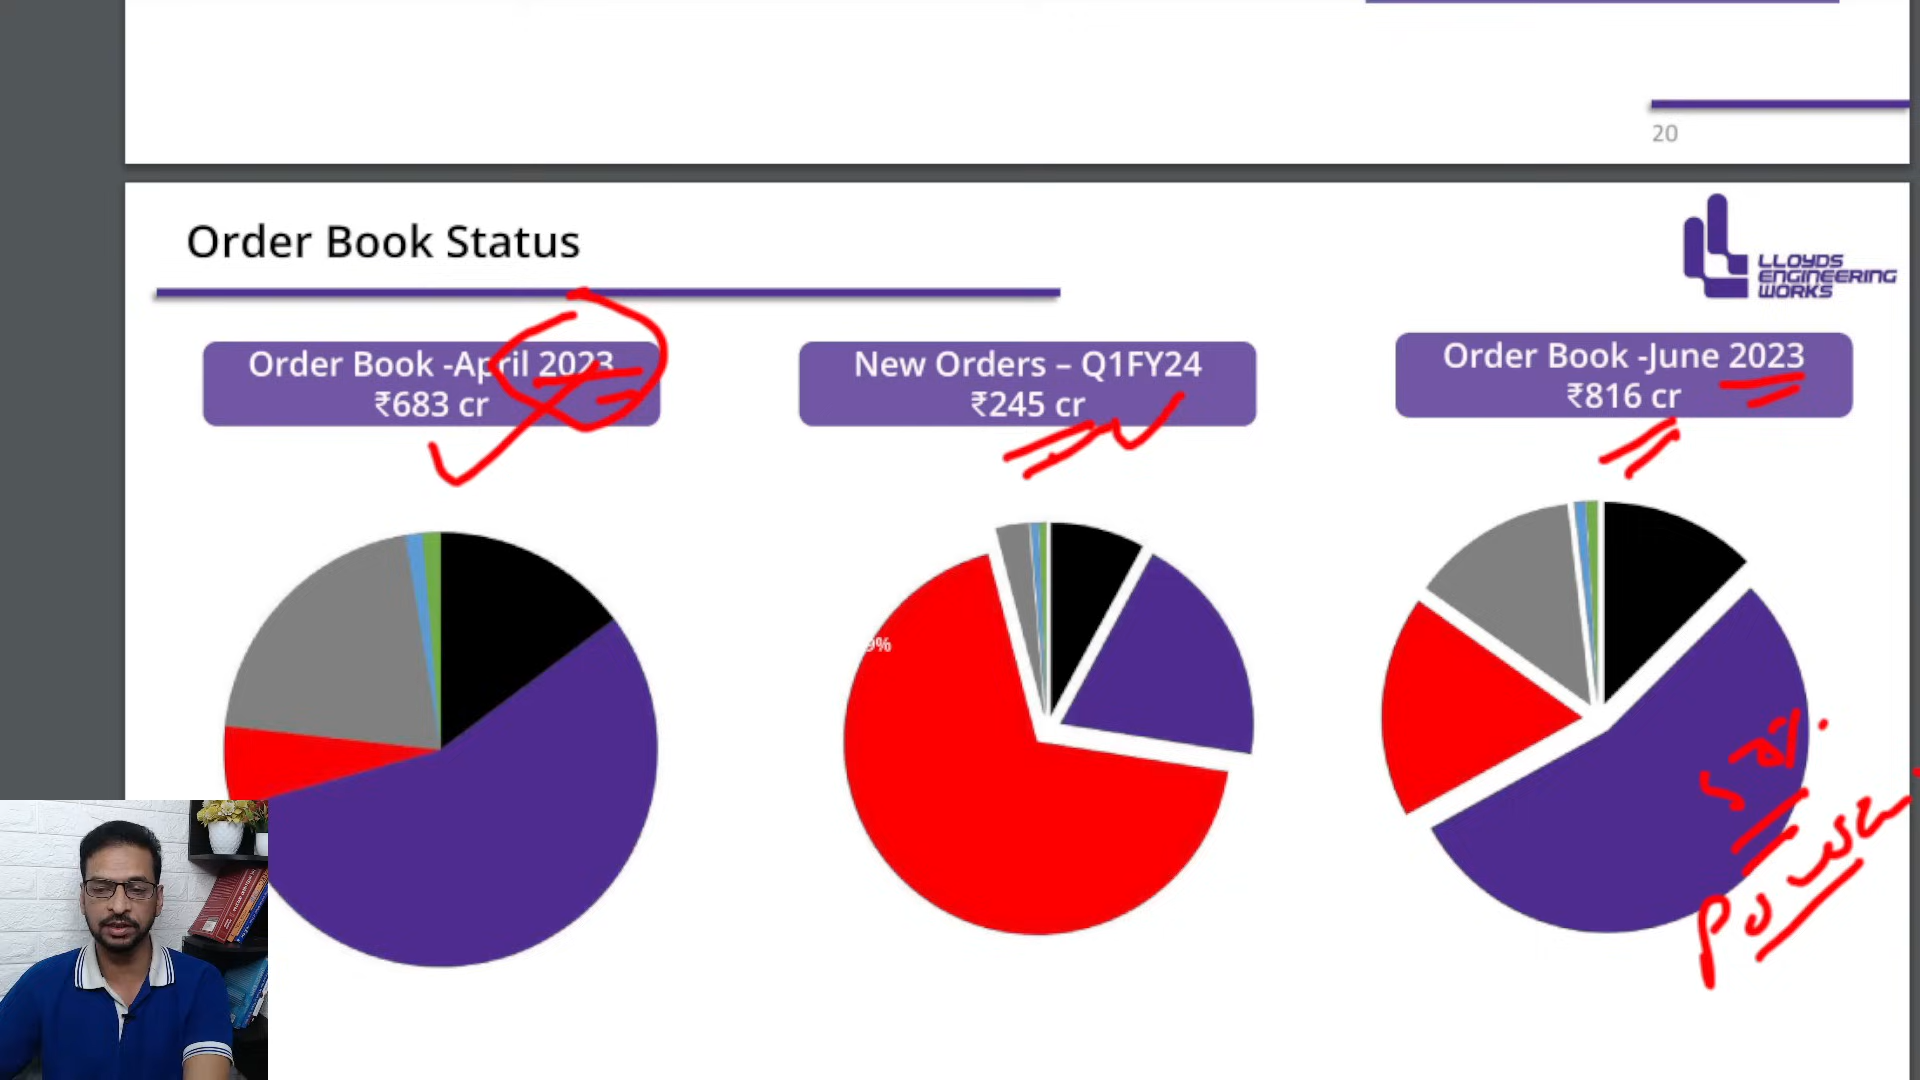 20
Order Book Status
LLOYDS
ENGINEERING
WORKS
Order Book -April 2023
₹683 cr
New Orders – Q1FY24
₹245 cr
Order Book -June 2023
₹816 cr
9%